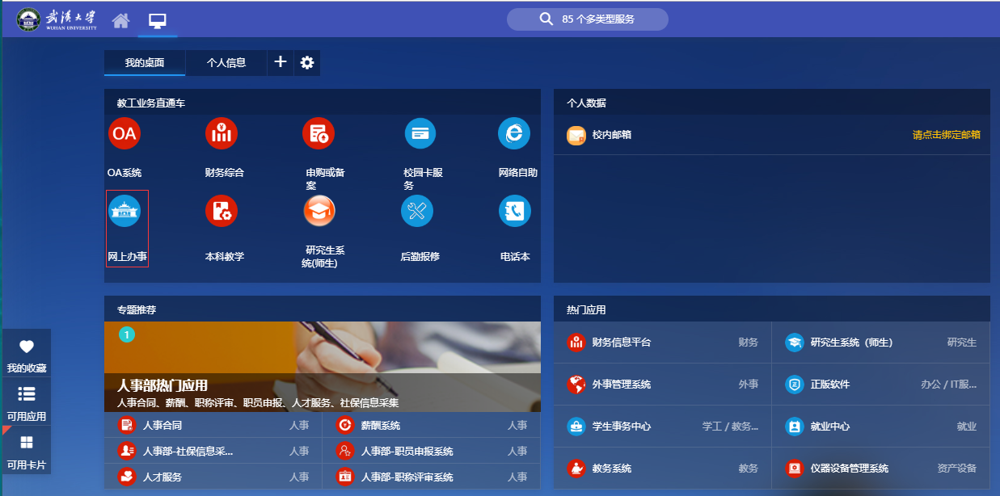 武汉大学
WUHAN UNIVERSITY
85 个多类型服务
我的桌面
个人信息
教工业务直通车
OA
OA系统
财务综合
申购或备
案
校园卡服
务
网络自助
网上办事
本科教学
研究生系
统(师生)
后勤报修
电话本
个人数据
校内邮箱
请点击绑定邮箱
专题推荐
1
人事部热门应用
人事合同、薪酬、职称评审、职员申报、人才服务、社保信息采集
人事合同 人事
薪酬系统 人事
人事部-社保信息采... 人事
人事部-职员申报系统 人事
人才服务 人事
人事部-职称评审系统 人事
热门应用
财务信息平台 财务
研究生系统（师生） 研究生
外事管理系统 外事
正版软件 办公 / IT服...
学生事务中心 学工 / 教务...
就业中心 就业
教务系统 教务
仪器设备管理系统 资产设备
我的收藏
可用应用
可用卡片